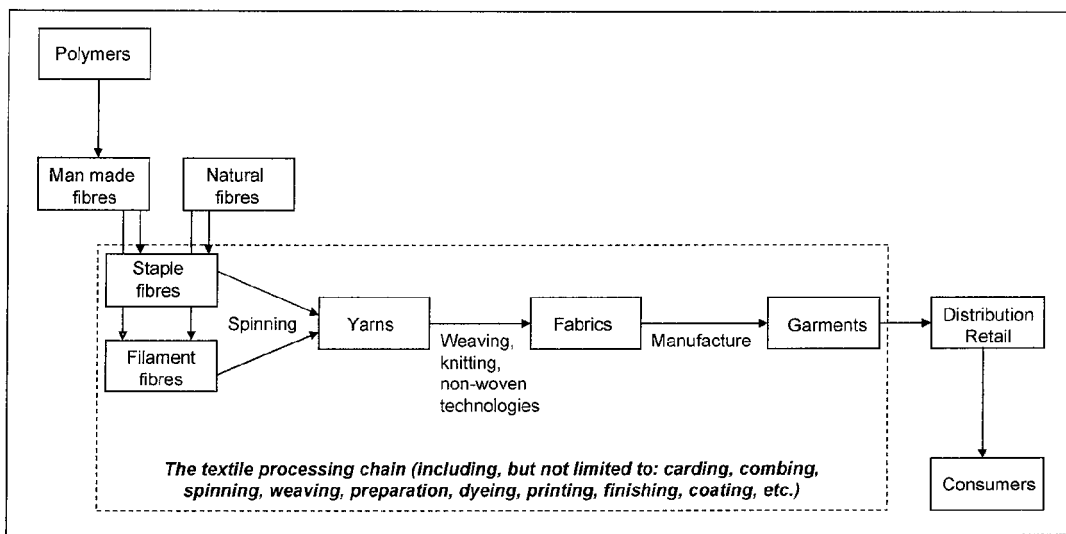 Polymers
Man made
fibres
Natural
fibres
Staple
fibres
Filament
fibres
Spinning
Yarns
Weaving,
knitting,
non-woven
technologies
Fabrics
Manufacture
Garments
Distribution
Retail
Consumers
The textile processing chain (including, but not limited to: carding, combing,
spinning, weaving, preparation, dyeing, printing, finishing, coating, etc.)